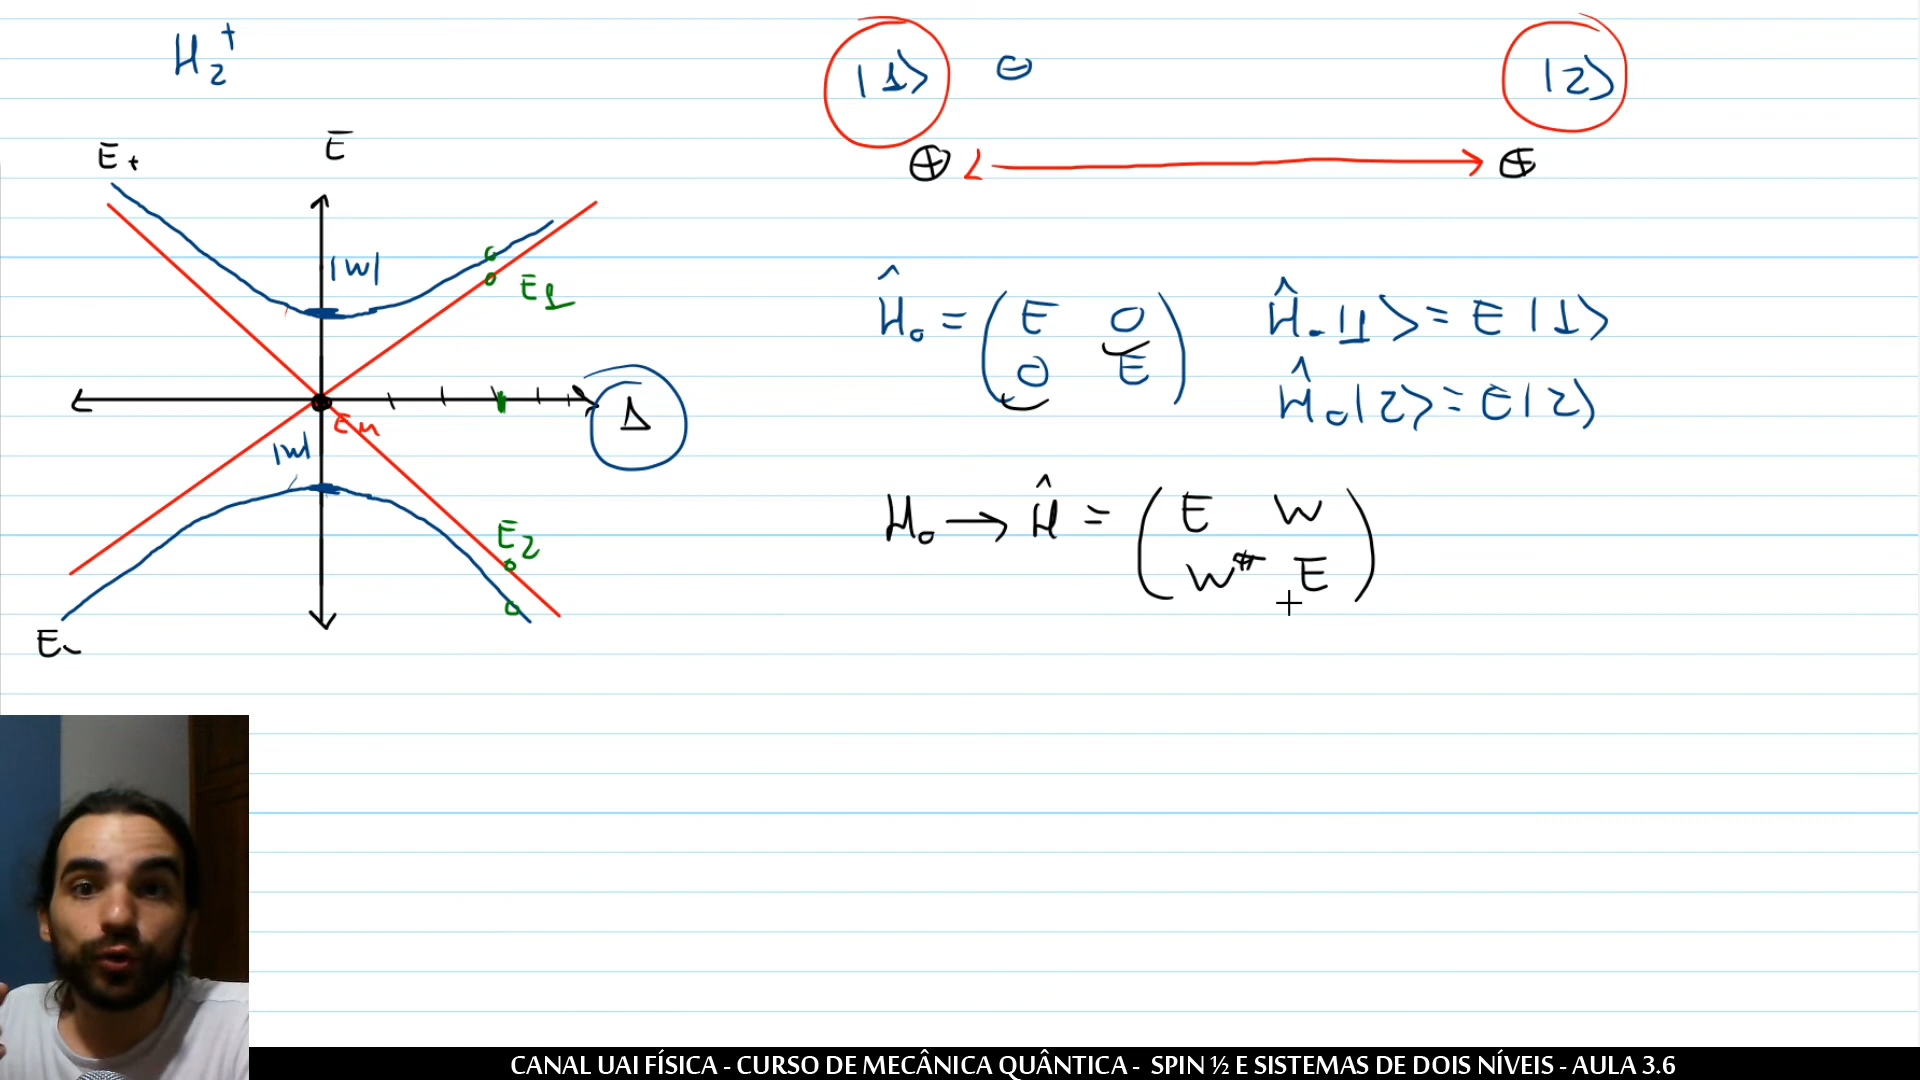 H₂⁺
|1⟩ ⊖ |2⟩
⊕ ⊕
E₊
E
|W|
E₁
Δ
Eₘ
|W|
E₂
E₋
Ĥ₀ = (E 0
0 E)
Ĥ₀|1⟩ = E|1⟩
Ĥ₀|2⟩ = E|2⟩
H₀ → Ĥ = (E W
W* E)
CANAL UAI FÍSICA - CURSO DE MECÂNICA QUÂNTICA - SPIN ½ E SISTEMAS DE DOIS NÍVEIS - AULA 3.6